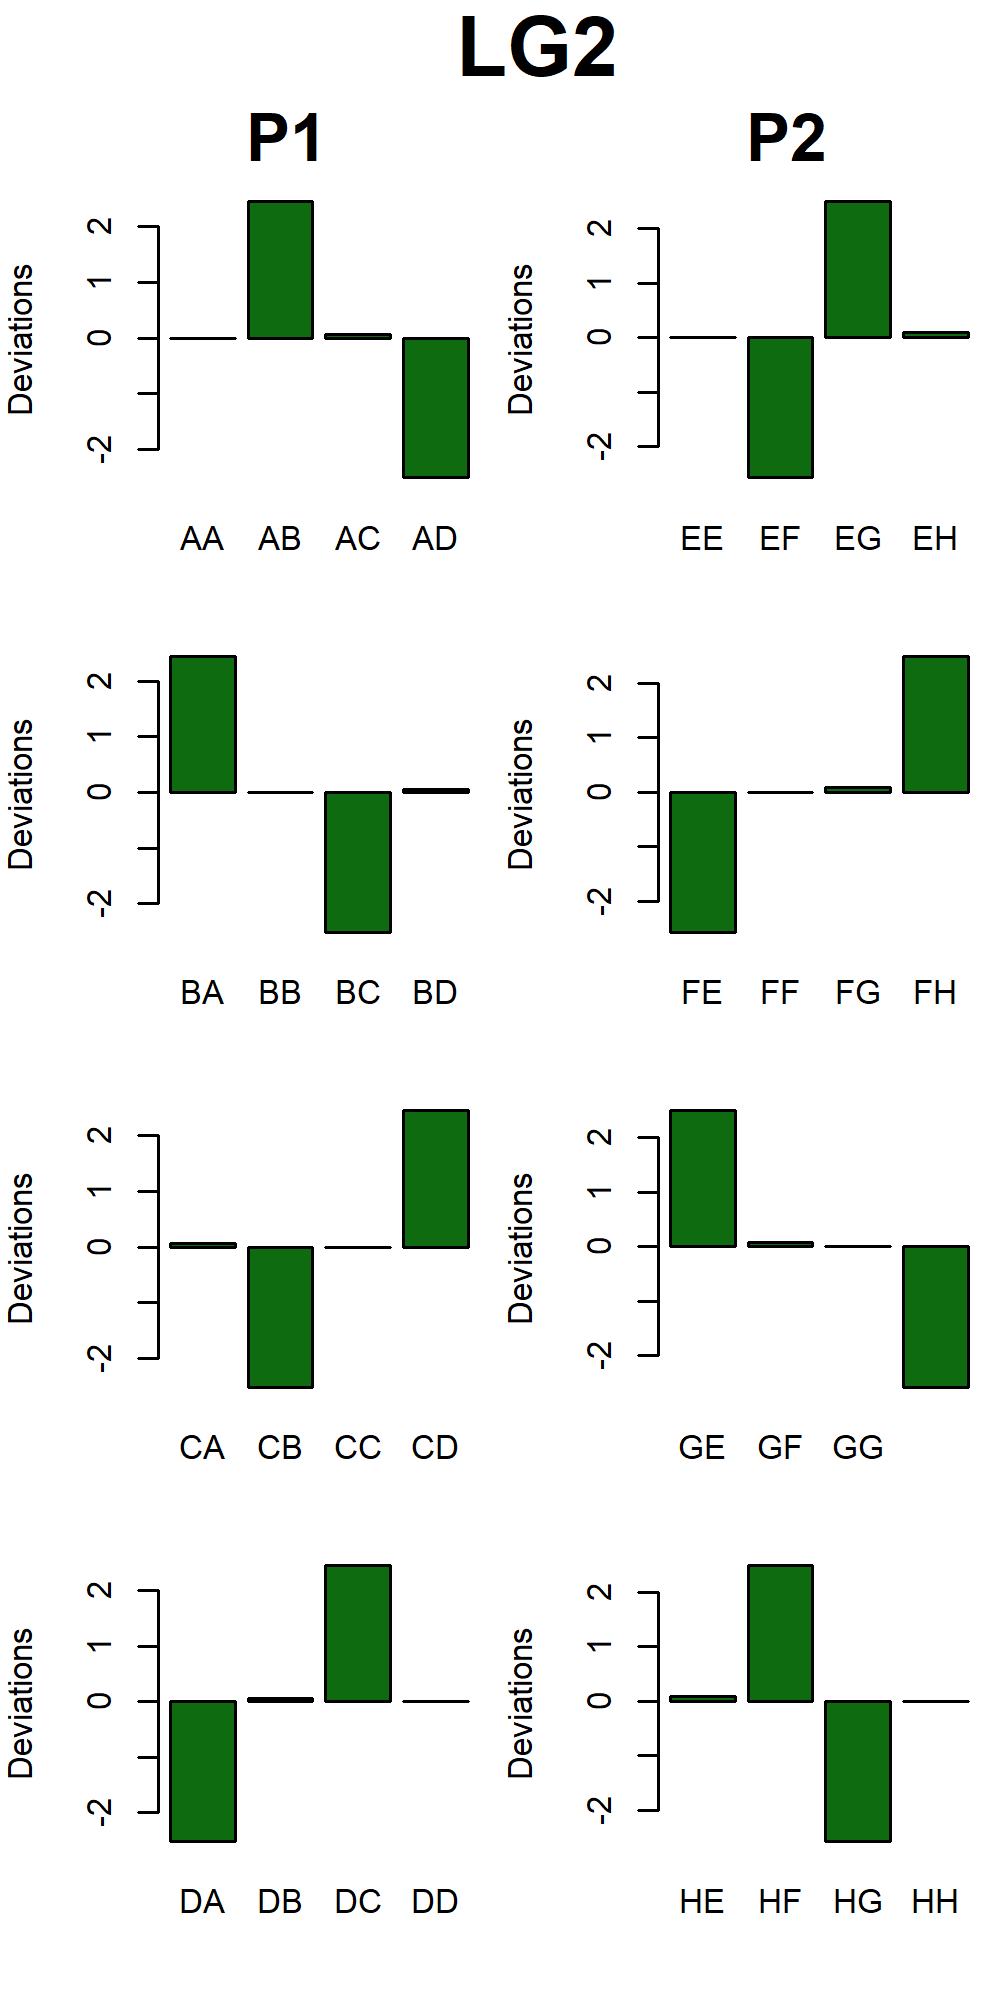 LG2
P1 P2
2
1
0
-2
Deviations
AA AB AC AD
2
1
0
-2
Deviations
EE EF EG EH
2
1
0
-2
Deviations
BA BB BC BD
2
1
0
-2
Deviations
FE FF FG FH
2
1
0
-2
Deviations
CA CB CC CD
2
1
0
-2
Deviations
GE GF GG
2
1
0
-2
Deviations
DA DB DC DD
2
1
0
-2
Deviations
HE HF HG HH